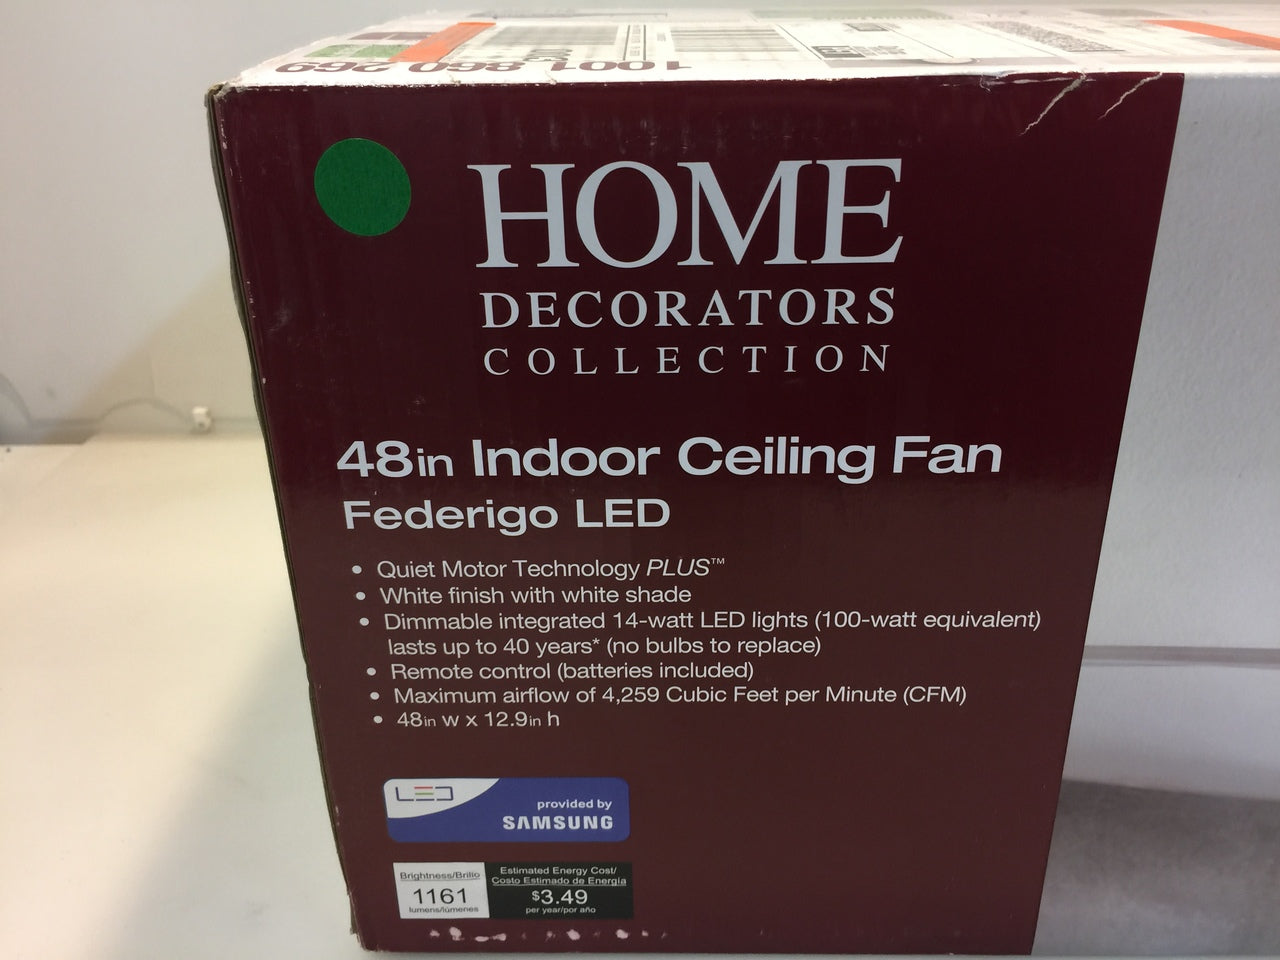 1001 860 269
HOME
DECORATORS
COLLECTION
48in Indoor Ceiling Fan
Federigo LED
• Quiet Motor Technology PLUS™
• White finish with white shade
• Dimmable integrated 14-watt LED lights (100-watt equivalent)
lasts up to 40 years* (no bulbs to replace)
• Remote control (batteries included)
• Maximum airflow of 4,259 Cubic Feet per Minute (CFM)
• 48in w x 12.9in h
LED
provided by
SAMSUNG
Brightness/Brillo
1161
lumens/lúmenes
Estimated Energy Cost/
Costo Estimado de Energía
$3.49
per year/por año